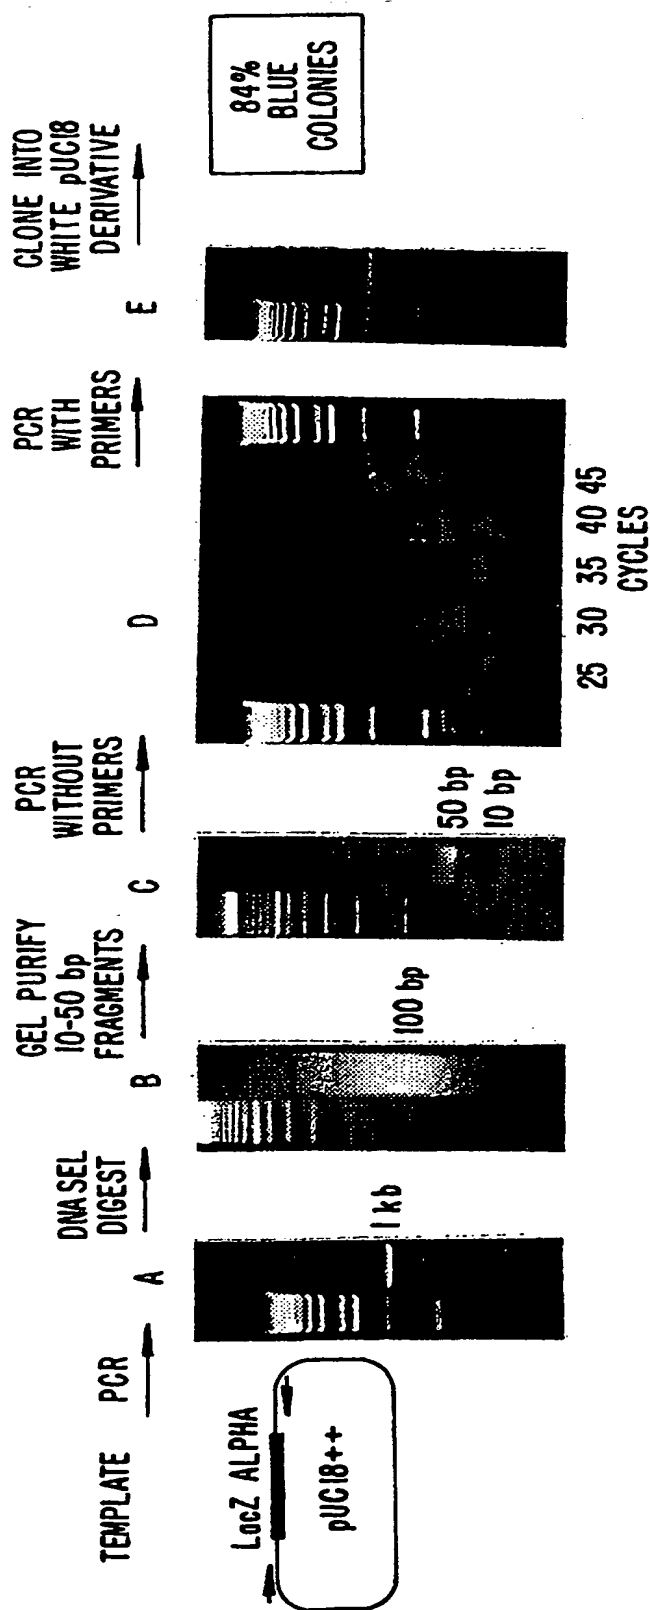 TEMPLATE
PCR
LacZ ALPHA
pUC18++
A
1 kb
DNASEL
DIGEST
B
100 bp
GEL PURIFY
10-50 bp
FRAGMENTS
C
50 bp
10 bp
PCR
WITHOUT
PRIMERS
D
25 30 35 40 45
CYCLES
PCR
WITH
PRIMERS
E
CLONE INTO
WHITE pUC18
DERIVATIVE
84%
BLUE
COLONIES